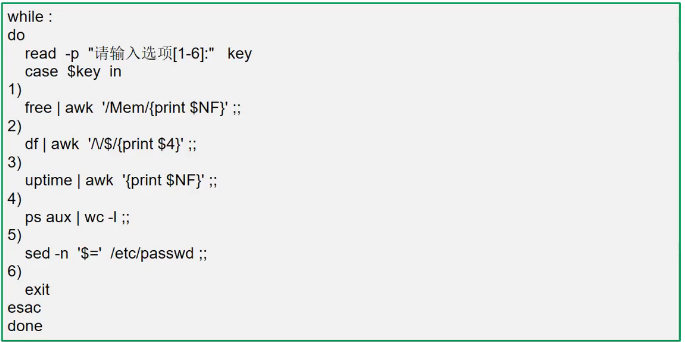 while :
do
read -p "请输入选项[1-6]:" key
case $key in
1)
free | awk '/Mem/{print $NF}' ;;
2)
df | awk '/\/$/{print $4}' ;;
3)
uptime | awk '{print $NF}' ;;
4)
ps aux | wc -l ;;
5)
sed -n '$=' /etc/passwd ;;
6)
exit
esac
done